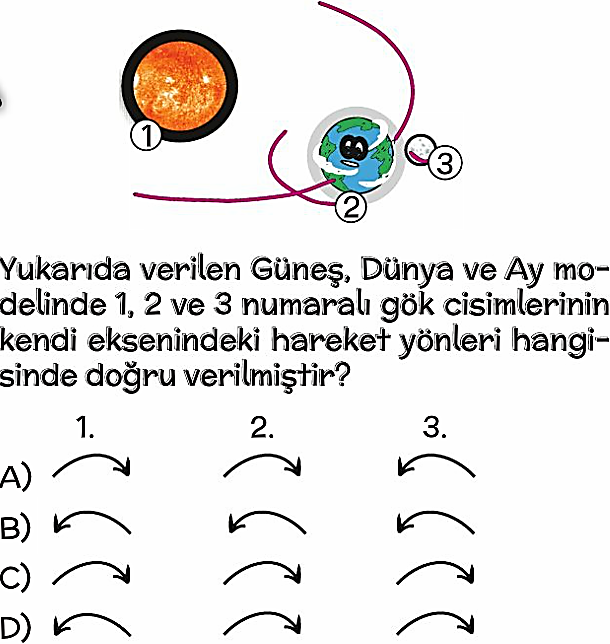 1
3
2
Yukarıda verilen Güneş, Dünya ve Ay mo-
delinde 1, 2 ve 3 numaralı gök cisimlerinin
kendi eksenindeki hareket yönleri hangi-
sinde doğru verilmiştir?
1. 2. 3.
A)
B)
C)
D)